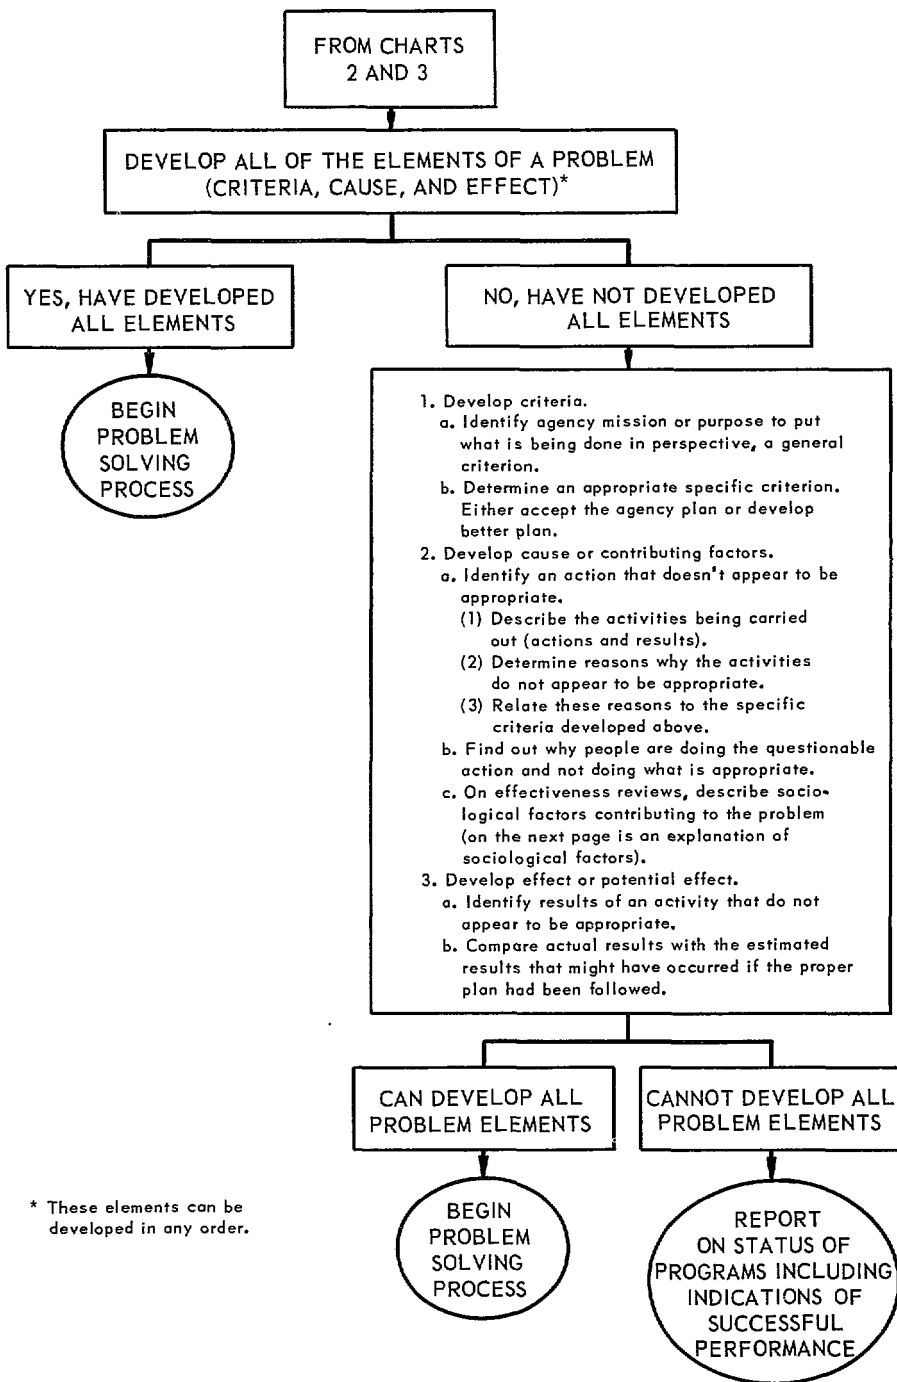 FROM CHARTS
2 AND 3
DEVELOP ALL OF THE ELEMENTS OF A PROBLEM
(CRITERIA, CAUSE, AND EFFECT)*
YES, HAVE DEVELOPED
ALL ELEMENTS
NO, HAVE NOT DEVELOPED
ALL ELEMENTS
BEGIN
PROBLEM
SOLVING
PROCESS
1. Develop criteria.
a. Identify agency mission or purpose to put
what is being done in perspective, a general
criterion.
b. Determine an appropriate specific criterion.
Either accept the agency plan or develop
better plan.
2. Develop cause or contributing factors.
a. Identify an action that doesn't appear to be
appropriate.
(1) Describe the activities being carried
out (actions and results).
(2) Determine reasons why the activities
do not appear to be appropriate.
(3) Relate these reasons to the specific
criteria developed above.
b. Find out why people are doing the questionable
action and not doing what is appropriate.
c. On effectiveness reviews, describe socio-
logical factors contributing to the problem
(on the next page is an explanation of
sociological factors).
3. Develop effect or potential effect.
a. Identify results of an activity that do not
appear to be appropriate.
b. Compare actual results with the estimated
results that might have occurred if the proper
plan had been followed.
CAN DEVELOP ALL
PROBLEM ELEMENTS
CANNOT DEVELOP ALL
PROBLEM ELEMENTS
BEGIN
PROBLEM
SOLVING
PROCESS
REPORT
ON STATUS OF
PROGRAMS INCLUDING
INDICATIONS OF
SUCCESSFUL
PERFORMANCE
* These elements can be
developed in any order.